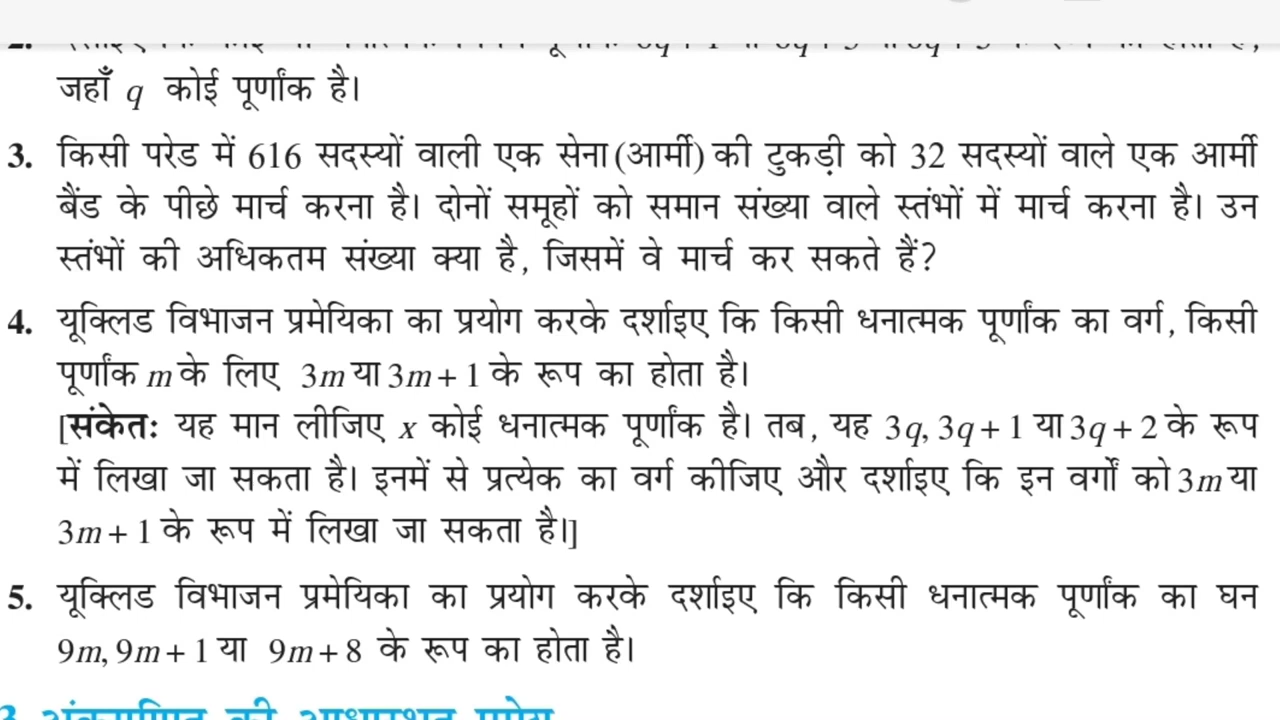 जहाँ q कोई पूर्णांक है।
3. किसी परेड में 616 सदस्यों वाली एक सेना (आर्मी) की टुकड़ी को 32 सदस्यों वाले एक आर्मी
बैंड के पीछे मार्च करना है। दोनों समूहों को समान संख्या वाले स्तंभों में मार्च करना है। उन
स्तंभों की अधिकतम संख्या क्या है, जिसमें वे मार्च कर सकते हैं?
4. यूक्लिड विभाजन प्रमेयिका का प्रयोग करके दर्शाइए कि किसी धनात्मक पूर्णांक का वर्ग, किसी
पूर्णांक m के लिए 3m या 3m + 1 के रूप का होता है।
[संकेतः यह मान लीजिए x कोई धनात्मक पूर्णांक है। तब, यह 3q, 3q + 1 या 3q + 2 के रूप
में लिखा जा सकता है। इनमें से प्रत्येक का वर्ग कीजिए और दर्शाइए कि इन वर्गों को 3m या
3m + 1 के रूप में लिखा जा सकता है।]
5. यूक्लिड विभाजन प्रमेयिका का प्रयोग करके दर्शाइए कि किसी धनात्मक पूर्णांक का घन
9m, 9m + 1 या 9m + 8 के रूप का होता है।